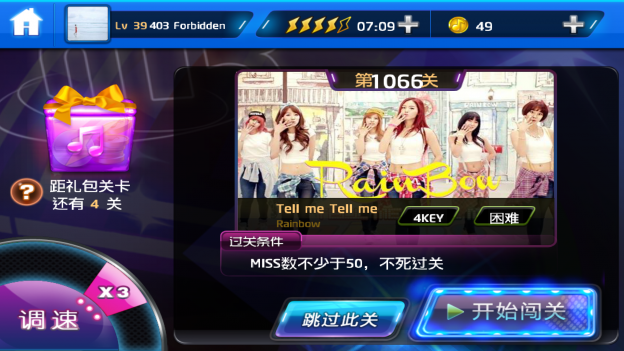 Lv 39 403 Forbidden
07:09
49
第1066关
RainBow
Tell me Tell me
Rainbow
4KEY
困难
距礼包关卡
还有 4 关
过关条件
MISS数不少于50，不死过关
X3
调速
跳过此关
开始闯关